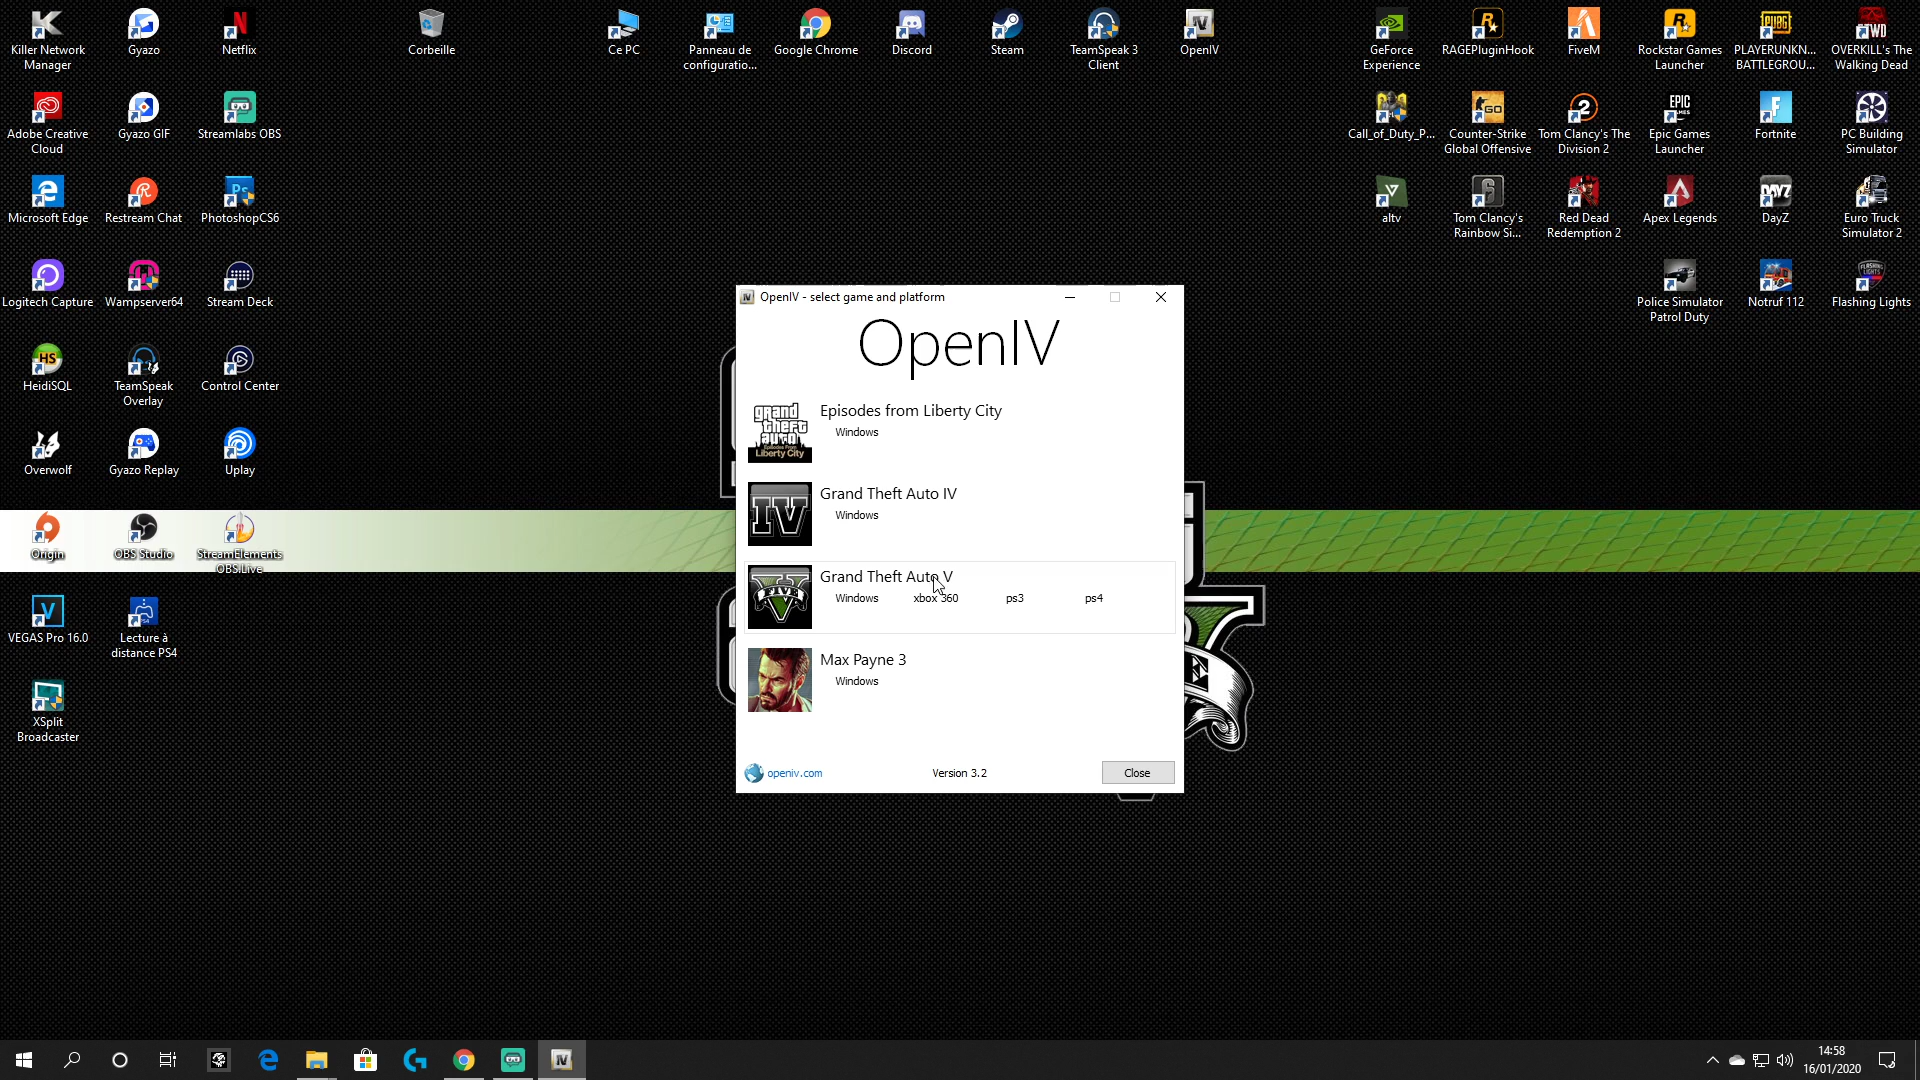 Killer Network
Manager
Gyazo
Netflix
Corbeille
Ce PC
Panneau de
configuratio...
Google Chrome
Discord
Steam
TeamSpeak 3
Client
OpenIV
GeForce
Experience
RAGEPluginHook
FiveM
Rockstar Games
Launcher
PLAYERUNKN...
BATTLEGROU...
OVERKILL's The
Walking Dead
Adobe Creative
Cloud
Gyazo GIF
Streamlabs OBS
Call_of_Duty_P...
Counter-Strike
Global Offensive
Tom Clancy's The
Division 2
Epic Games
Launcher
Fortnite
PC Building
Simulator
Microsoft Edge
Restream Chat
PhotoshopCS6
altv
Tom Clancy's
Rainbow Si...
Red Dead
Redemption 2
Apex Legends
DayZ
Euro Truck
Simulator 2
Logitech Capture
Wampserver64
Stream Deck
Police Simulator
Patrol Duty
Notruf 112
Flashing Lights
HeidiSQL
TeamSpeak
Overlay
Control Center
Overwolf
Gyazo Replay
Uplay
Origin
OBS Studio
StreamElements
OBS.Live
VEGAS Pro 16.0
Lecture à
distance PS4
XSplit
Broadcaster
OpenIV - select game and platform
OpenIV
Episodes from Liberty City
Windows
Grand Theft Auto IV
Windows
Grand Theft Auto V
Windows xbox 360 ps3 ps4
Max Payne 3
Windows
openiv.com Version 3.2 Close
14:58
16/01/2020